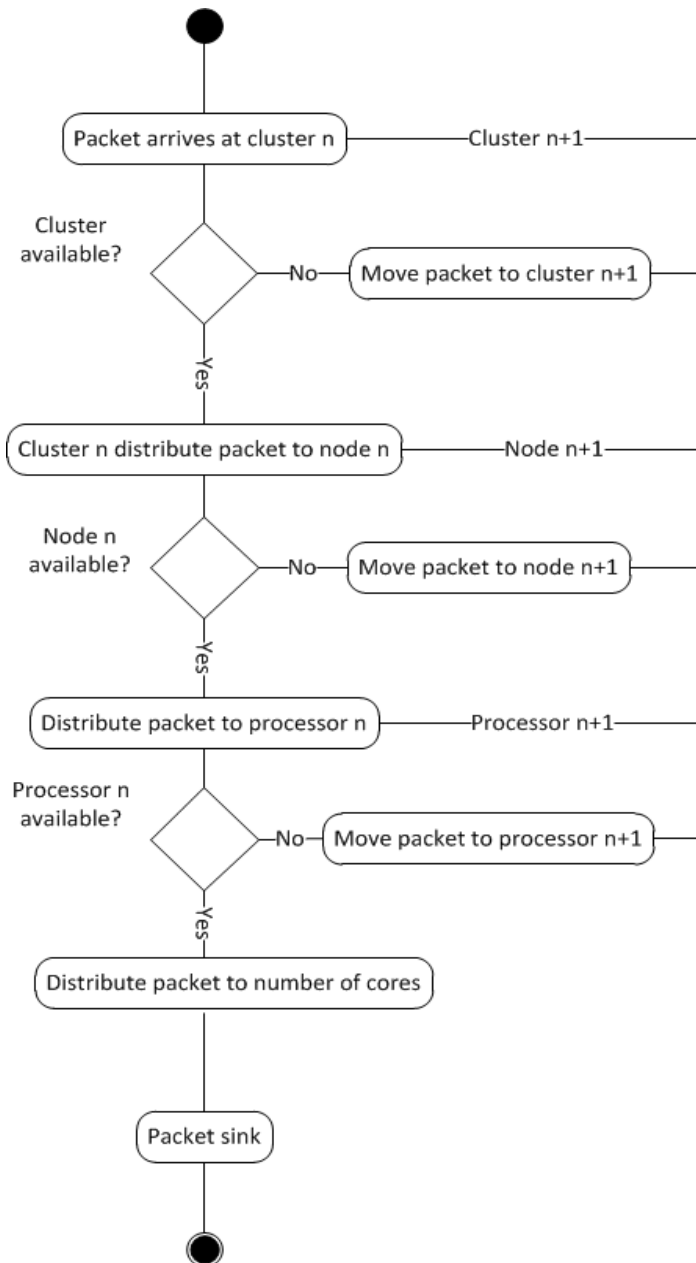 Packet arrives at cluster n
Cluster n+1
Cluster
available?
No
Move packet to cluster n+1
Yes
Cluster n distribute packet to node n
Node n+1
Node n
available?
No
Move packet to node n+1
Yes
Distribute packet to processor n
Processor n+1
Processor n
available?
No
Move packet to processor n+1
Yes
Distribute packet to number of cores
Packet sink